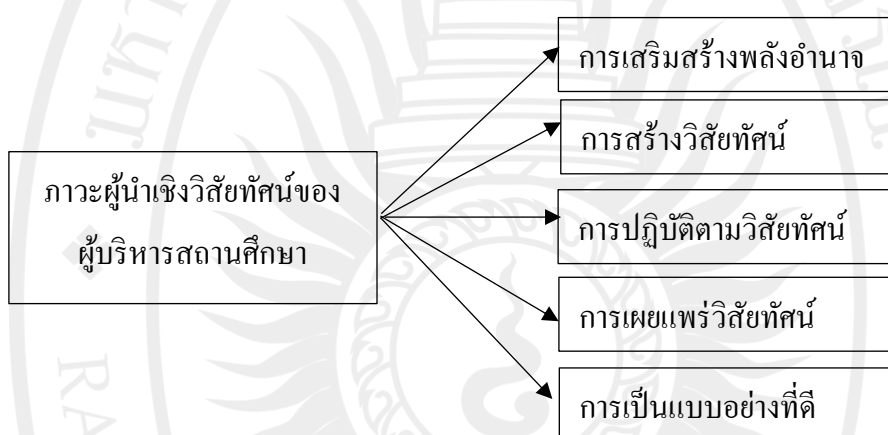 การเสริมสร้างพลังอำนาจ
การสร้างวิสัยทัศน์
ภาวะผู้นำเชิงวิสัยทัศน์ของ
ผู้บริหารสถานศึกษา
การปฏิบัติตามวิสัยทัศน์
การเผยแพร่วิสัยทัศน์
การเป็นแบบอย่างที่ดี